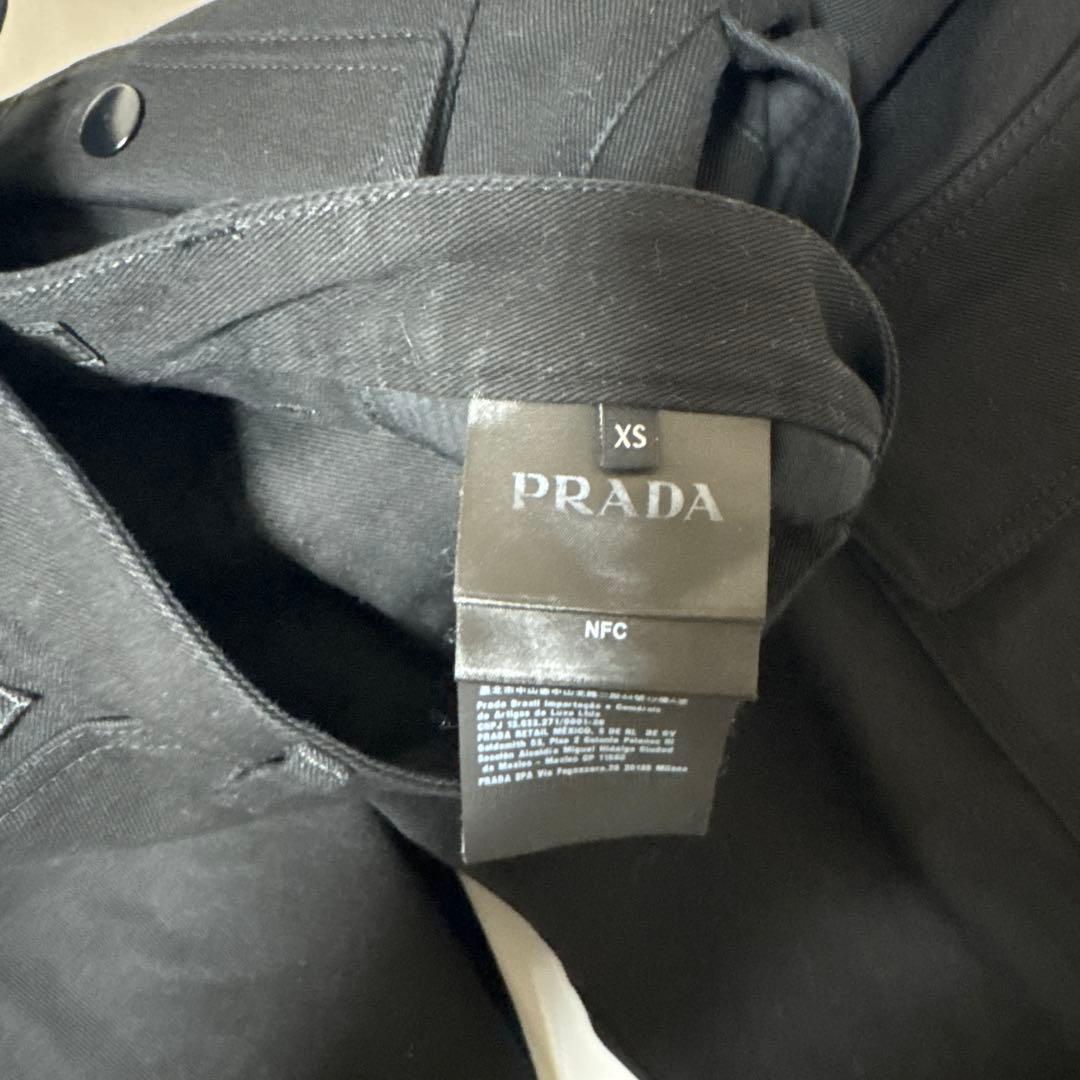 XS
PRADA
NFC
Prada Brasil Importação e Comércio
de Artigos de Luxo Ltda
PRADA RETAIL MEXICO, S DE RL DE CV
Goldsmith 53, Piso 2 Colonia Polanco III
Sección Alcaldía Miguel Hidalgo Ciudad
de Mexico - Mexico CP 11560
PRADA SPA Via Fogazzaro,28 20135 Milano